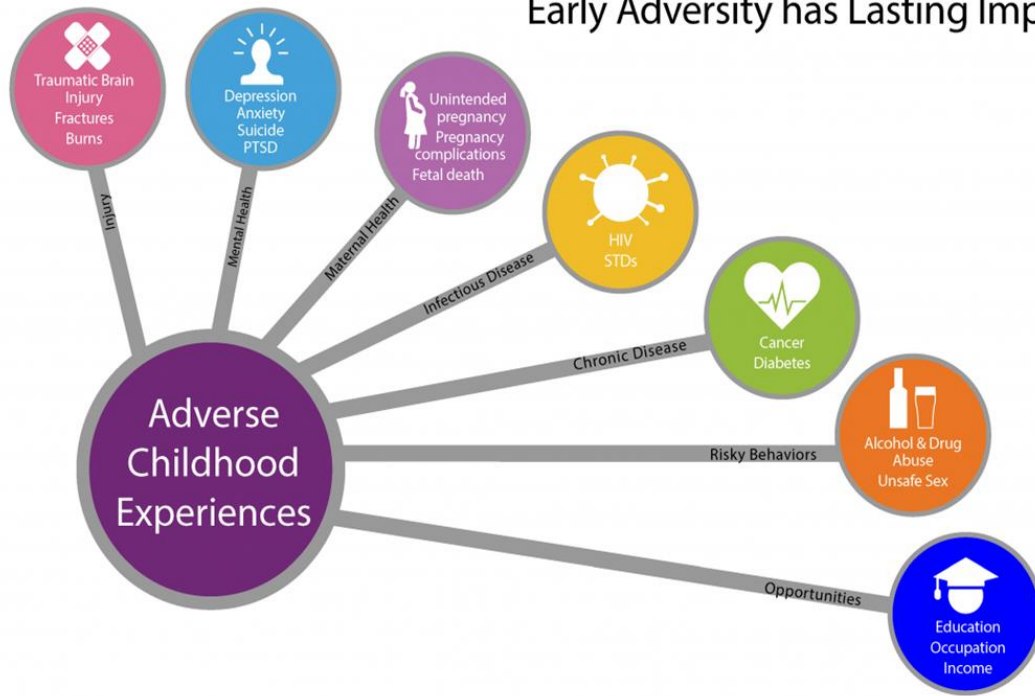 Early Adversity has Lasting
Traumatic Brain
Injury
Fractures
Burns
Injury
Depression
Anxiety
Suicide
PTSD
Mental Health
Unintended
pregnancy
Pregnancy
complications
Fetal death
Maternal Health
HIV
STDs
Infectious Disease
Cancer
Diabetes
Chronic Disease
Alcohol & Drug
Abuse
Unsafe Sex
Risky Behaviors
Education
Occupation
Income
Opportunities
Adverse
Childhood
Experiences